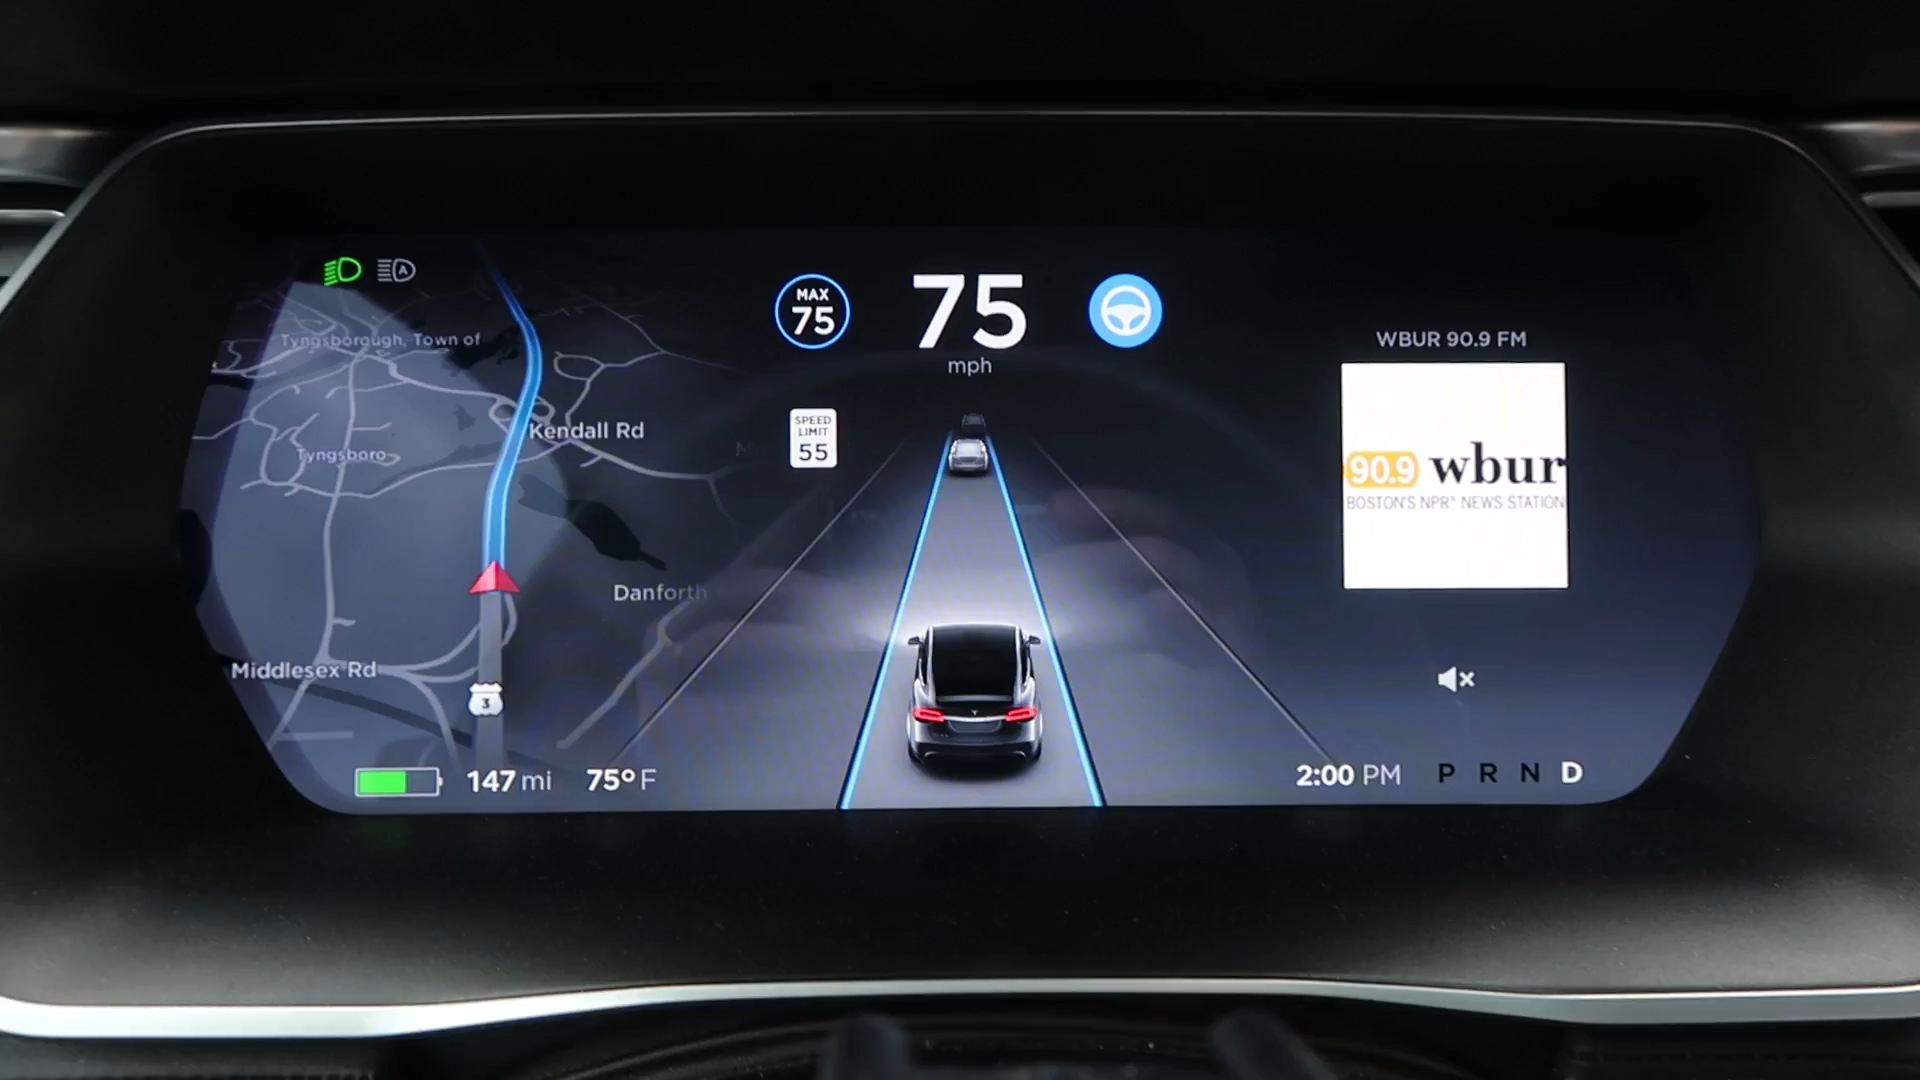 Tyngsborough, Town of
Kendall Rd
Tyngsboro
Danforth
Middlesex Rd
3
147 mi
75° F
MAX
75
75
mph
SPEED
LIMIT
55
WBUR 90.9 FM
90.9 wbur
BOSTON'S NPR® NEWS STATION
2:00 PM
P R N D